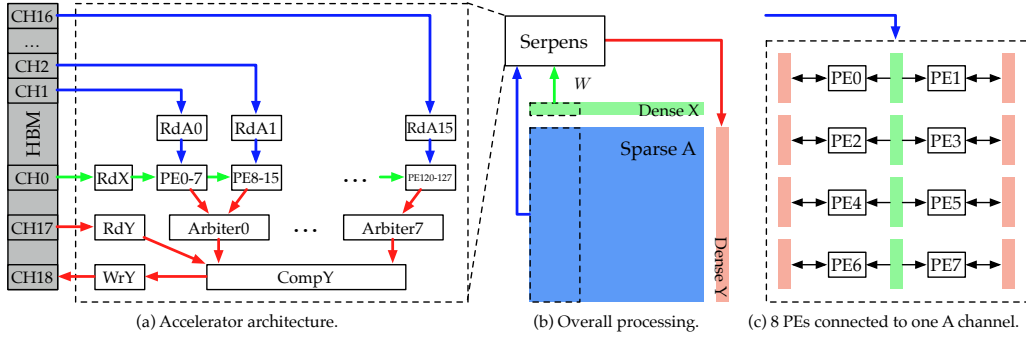 CH16
...
CH2
CH1
HBM
CH0
CH17
CH18
RdA0
RdA1
RdA15
RdX
PE0-7
PE8-15
...
PE120-127
RdY
Arbiter0
...
Arbiter7
WrY
CompY
(a) Accelerator architecture.
Serpens
W
Dense X
Sparse A
Dense Y
(b) Overall processing.
PE0
PE1
PE2
PE3
PE4
PE5
PE6
PE7
(c) 8 PEs connected to one A channel.